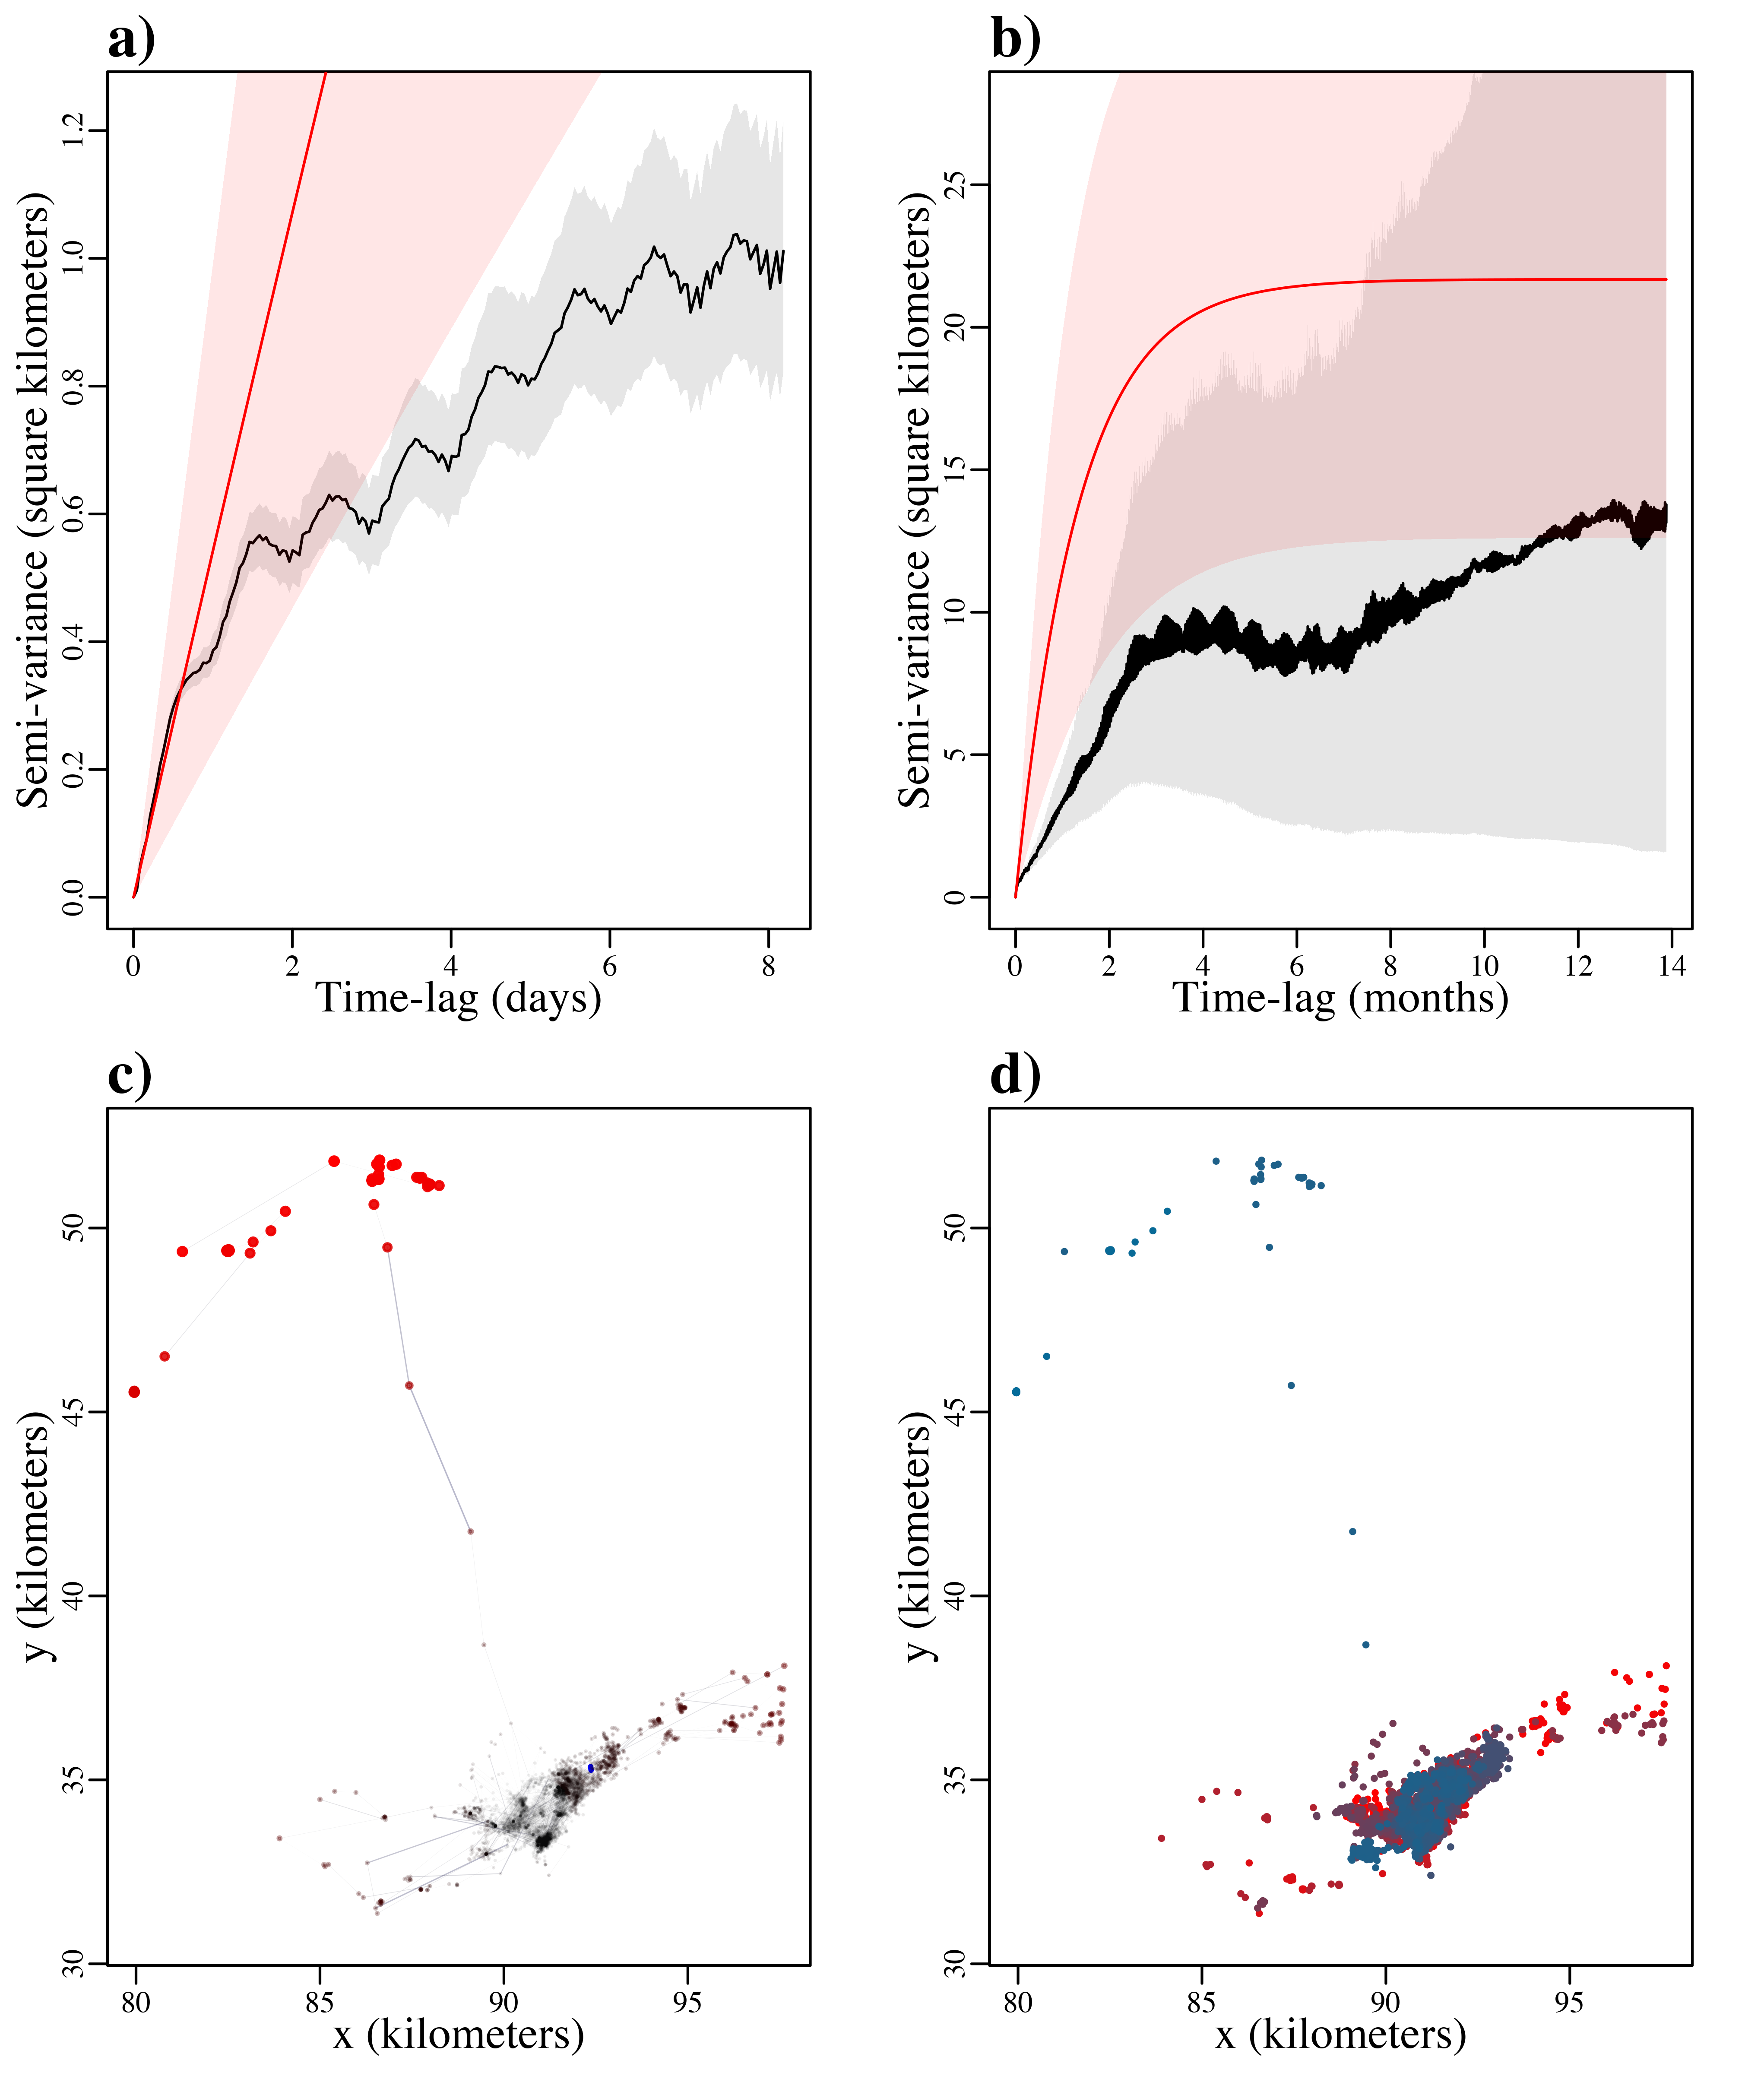 a)
Semi-variance (square kilometers)
0.0 0.2 0.4 0.6 0.8 1.0 1.2
0 2 4 6 8
Time-lag (days)
b)
Semi-variance (square kilometers)
0 5 10 15 20 25
0 2 4 6 8 10 12 14
Time-lag (months)
c)
y (kilometers)
30 35 40 45 50
80 85 90 95
x (kilometers)
d)
y (kilometers)
30 35 40 45 50
80 85 90 95
x (kilometers)